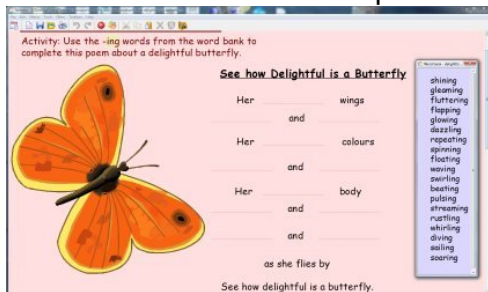 Activity: Use the -ing words from the word bank to
complete this poem about a delightful butterfly.
See how Delightful is a Butterfly
Her wings
and
Her colours
and
Her body
and
and
as she flies by
See how delightful is a butterfly.
shining
gleaming
fluttering
flapping
glowing
dazzling
repeating
spinning
floating
waving
swirling
beating
pulsing
streaming
rustling
whirling
diving
sailing
soaring